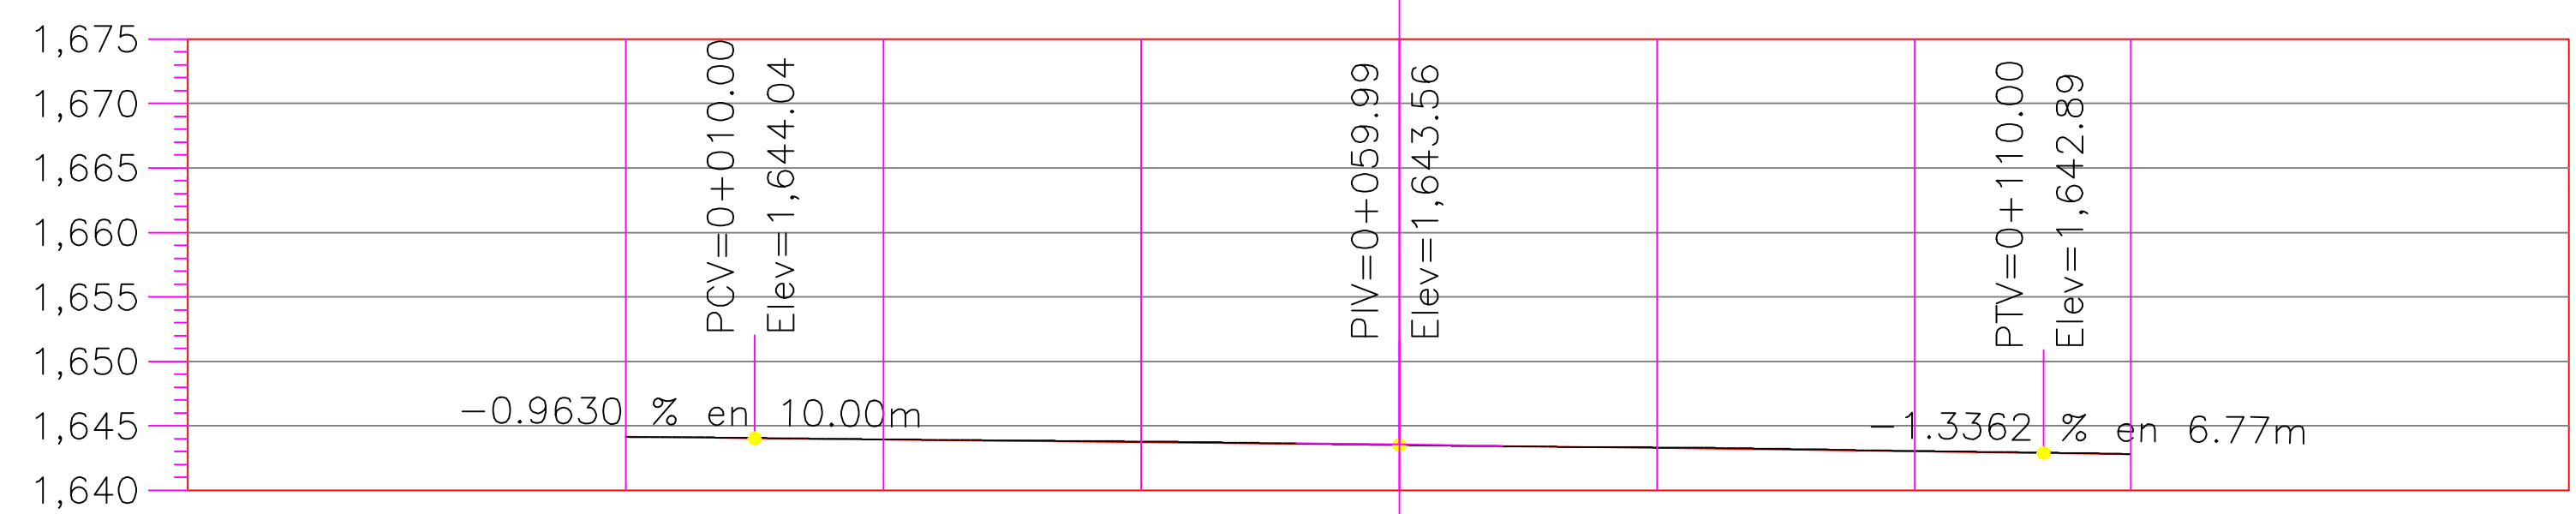 1,675
1,670
1,665
1,660
1,655
1,650
1,645
1,640
PCV=0+010.00
Elev=1,644.04
PIV=0+059.99
Elev=1,643.56
PTV=0+110.00
Elev=1,642.89
-0.9630 % en 10.00m
-1.3362 % en 6.77m